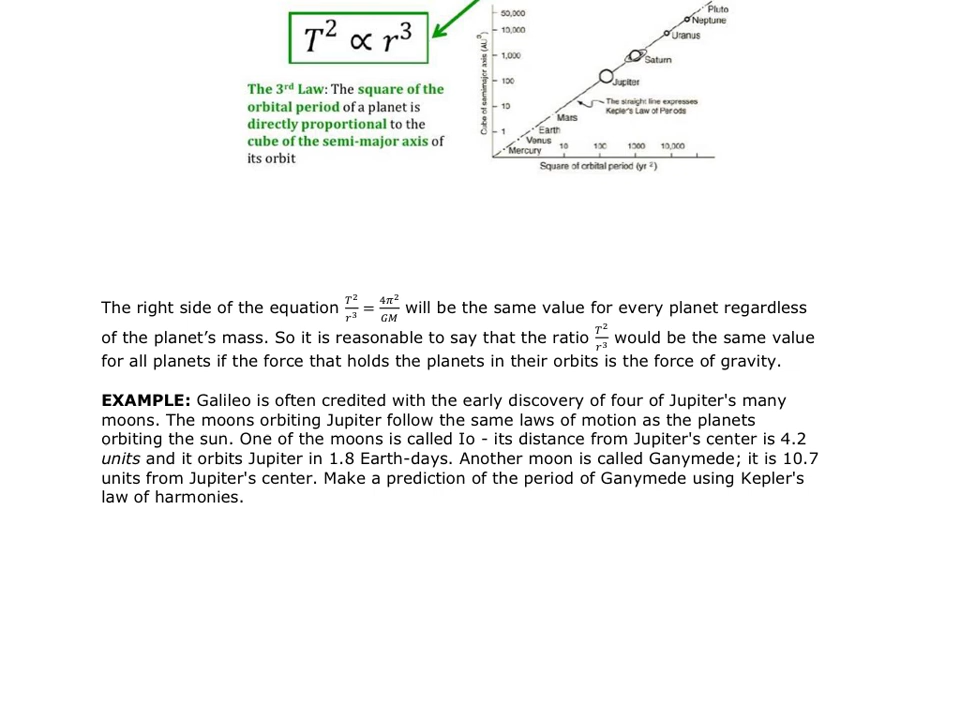 T² ∝ r³
The 3rd Law: The square of the
orbital period of a planet is
directly proportional to the
cube of the semi-major axis of
its orbit
Cube of semimajor axis (AU³)
50,000
10,000
1,000
100
10
1
Pluto
Neptune
Uranus
Saturn
Jupiter
The straight line expresses
Kepler's Law of Periods
Mars
Earth
Venus
Mercury
10 100 1000 10,000
Square of orbital period (yr ²)
The right side of the equation T²/r³ = 4π²/GM will be the same value for every planet regardless
of the planet’s mass. So it is reasonable to say that the ratio T²/r³ would be the same value
for all planets if the force that holds the planets in their orbits is the force of gravity.
EXAMPLE: Galileo is often credited with the early discovery of four of Jupiter's many
moons. The moons orbiting Jupiter follow the same laws of motion as the planets
orbiting the sun. One of the moons is called Io - its distance from Jupiter's center is 4.2
units and it orbits Jupiter in 1.8 Earth-days. Another moon is called Ganymede; it is 10.7
units from Jupiter's center. Make a prediction of the period of Ganymede using Kepler's
law of harmonies.